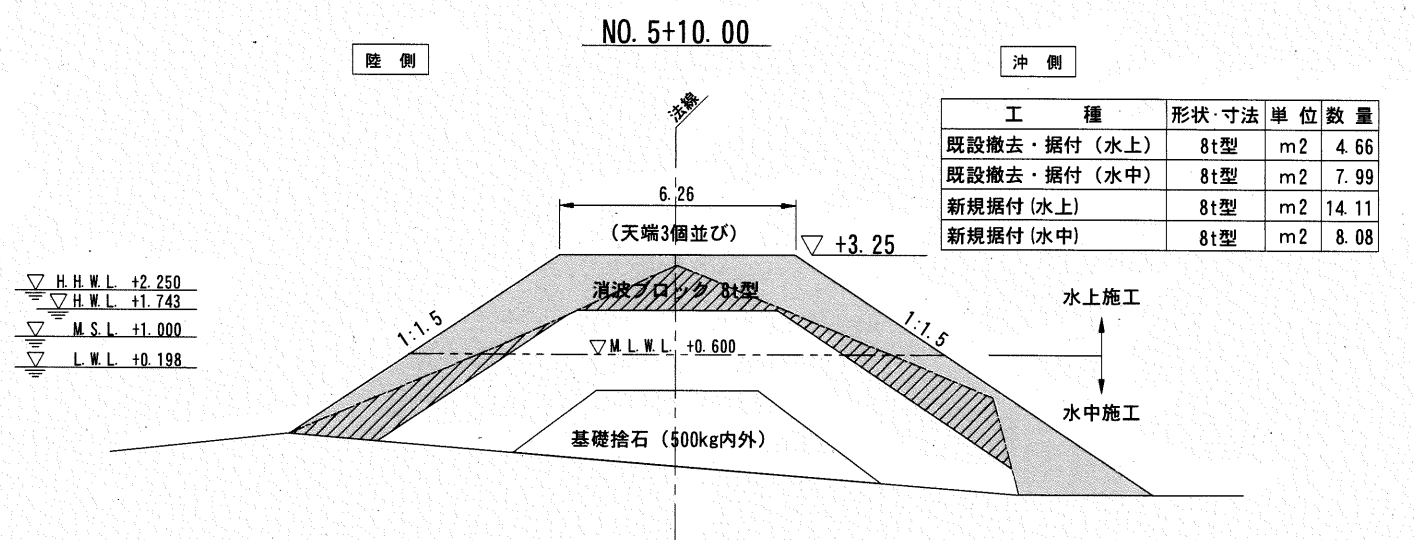 NO. 5+10.00
陸 側
沖 側
法線
工 種 形状・寸法 単 位 数 量
既設撤去・据付（水上） 8t型 m2 4.66
既設撤去・据付（水中） 8t型 m2 7.99
新規据付(水上) 8t型 m2 14.11
新規据付(水中) 8t型 m2 8.08
6.26
(天端3個並び)
▽ +3.25
▽ H.H.W.L. +2.250
▽ H.W.L. +1.743
▽ M.S.L. +1.000
▽ L.W.L. +0.198
消波ブロック 8t型
1:1.5
1:1.5
水上施工
▽ M.L.W.L. +0.600
水中施工
基礎捨石（500kg内外）